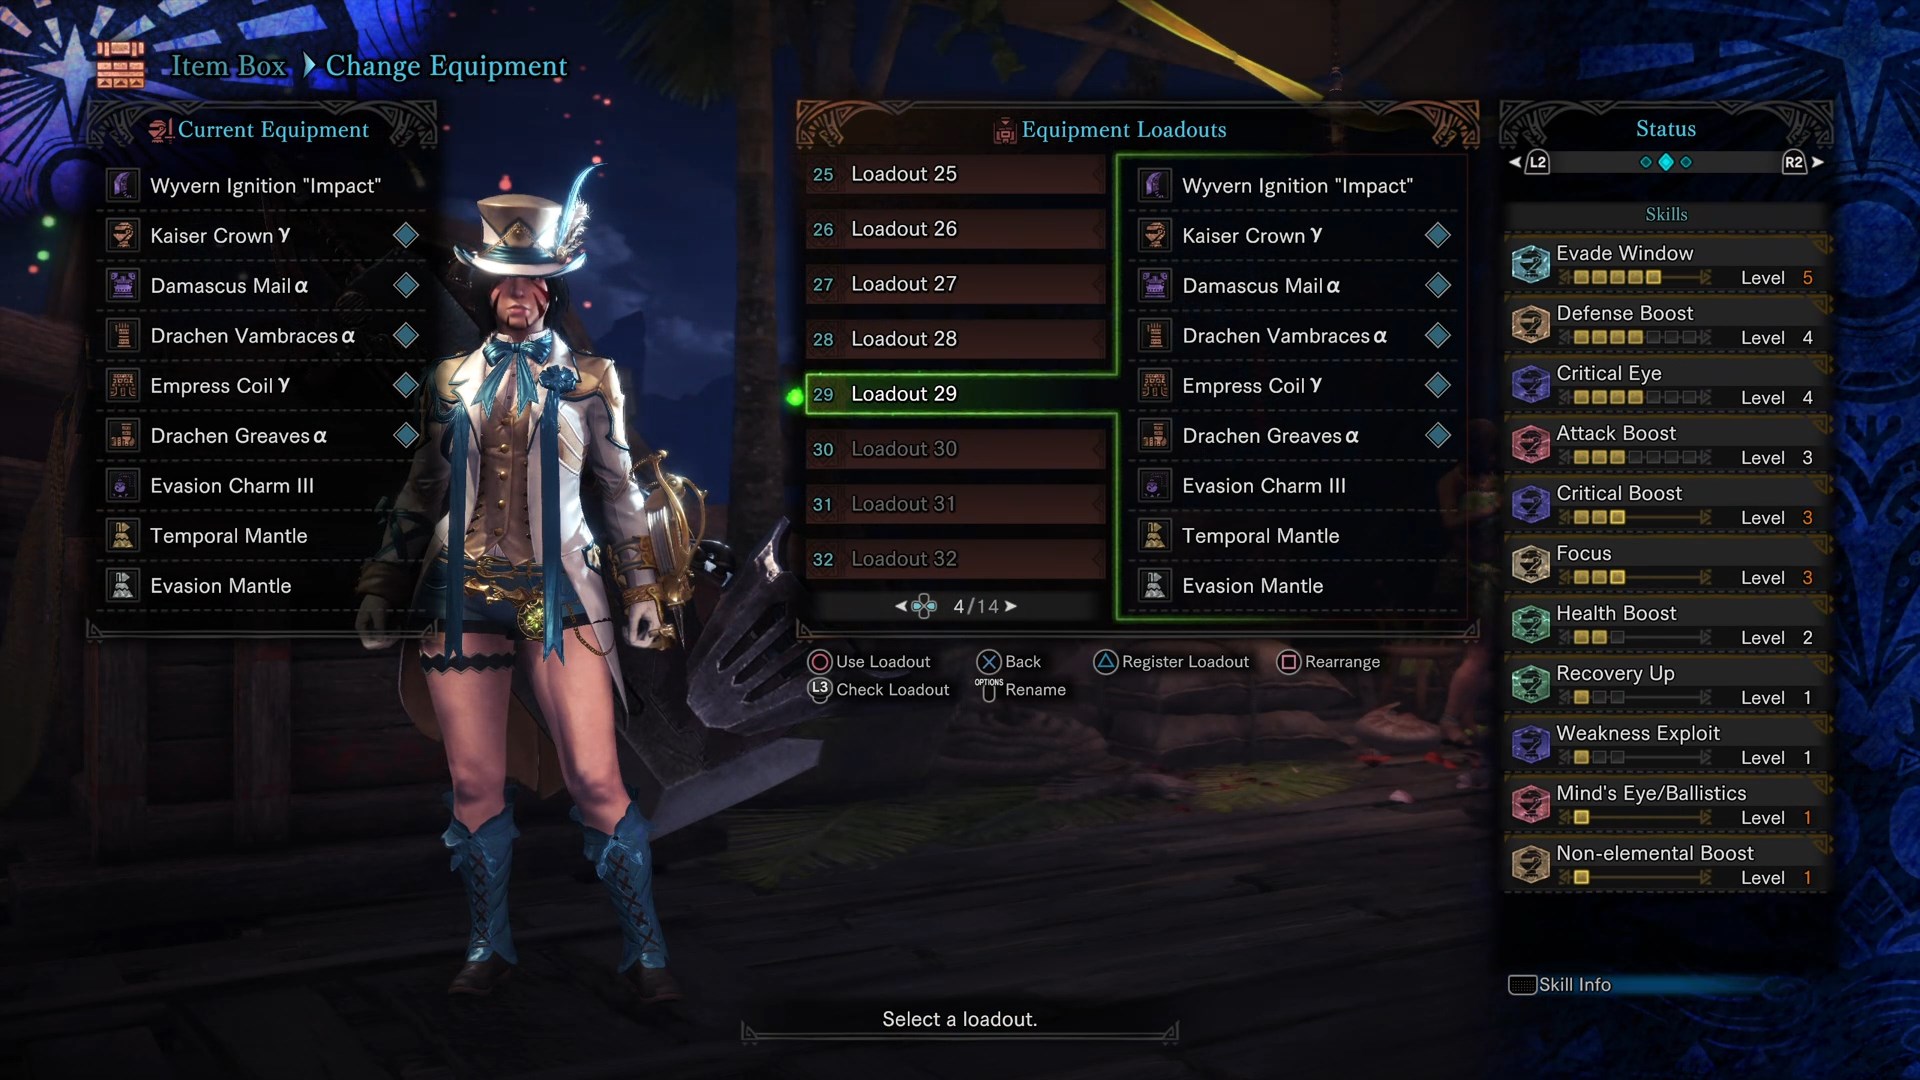 Item Box Change Equipment
Current Equipment
Wyvern Ignition "Impact"
Kaiser Crown γ
Damascus Mail α
Drachen Vambraces α
Empress Coil γ
Drachen Greaves α
Evasion Charm III
Temporal Mantle
Evasion Mantle
Equipment Loadouts
25 Loadout 25
26 Loadout 26
27 Loadout 27
28 Loadout 28
29 Loadout 29
30 Loadout 30
31 Loadout 31
32 Loadout 32
4/14
Wyvern Ignition "Impact"
Kaiser Crown γ
Damascus Mail α
Drachen Vambraces α
Empress Coil γ
Drachen Greaves α
Evasion Charm III
Temporal Mantle
Evasion Mantle
Use Loadout Back Register Loadout Rearrange
L3 Check Loadout OPTIONS Rename
Status
L2 R2
Skills
Evade Window
Level 5
Defense Boost
Level 4
Critical Eye
Level 4
Attack Boost
Level 3
Critical Boost
Level 3
Focus
Level 3
Health Boost
Level 2
Recovery Up
Level 1
Weakness Exploit
Level 1
Mind's Eye/Ballistics
Level 1
Non-elemental Boost
Level 1
Skill Info
Select a loadout.